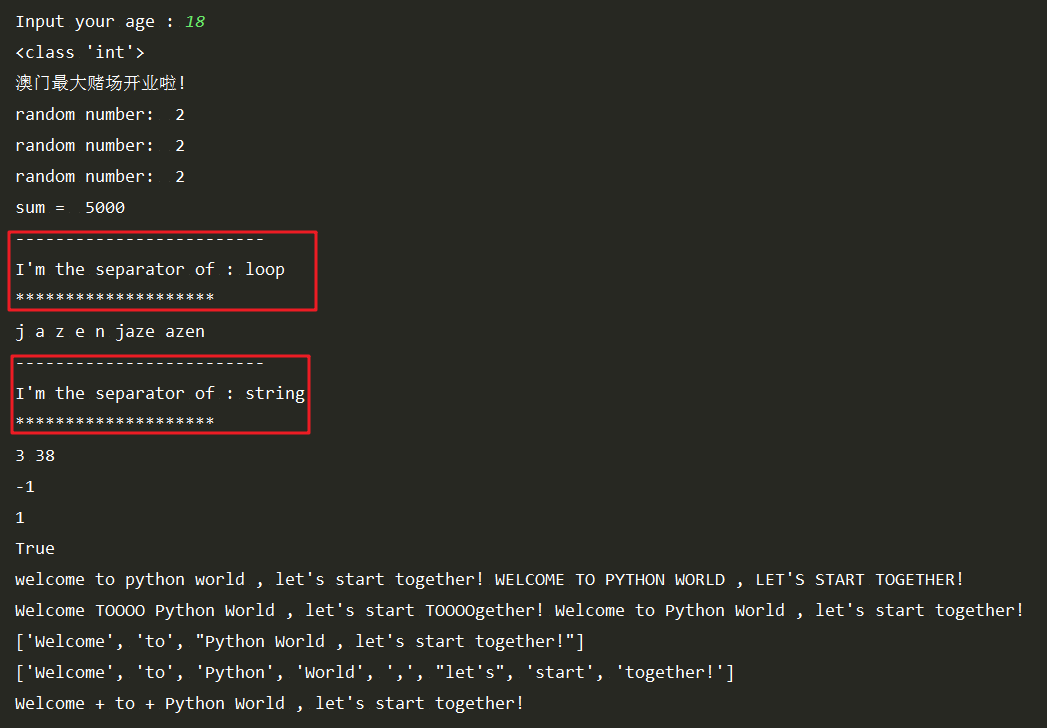 Input your age : 18
<class 'int'>
澳门最大赌场开业啦!
random number:  2
random number:  2
random number:  2
sum =  5000
-------------------------
I'm the separator of : loop
********************
j a z e n jaze azen
-------------------------
I'm the separator of : string
********************
3 38
-1
1
True
welcome to python world , let's start together! WELCOME TO PYTHON WORLD , LET'S START TOGETHER!
Welcome TOOOO Python World , let's start TOOOOgether! Welcome to Python World , let's start together!
['Welcome', 'to', "Python World , let's start together!"]
['Welcome', 'to', 'Python', 'World', ',', "let's", 'start', 'together!']
Welcome + to + Python World , let's start together!